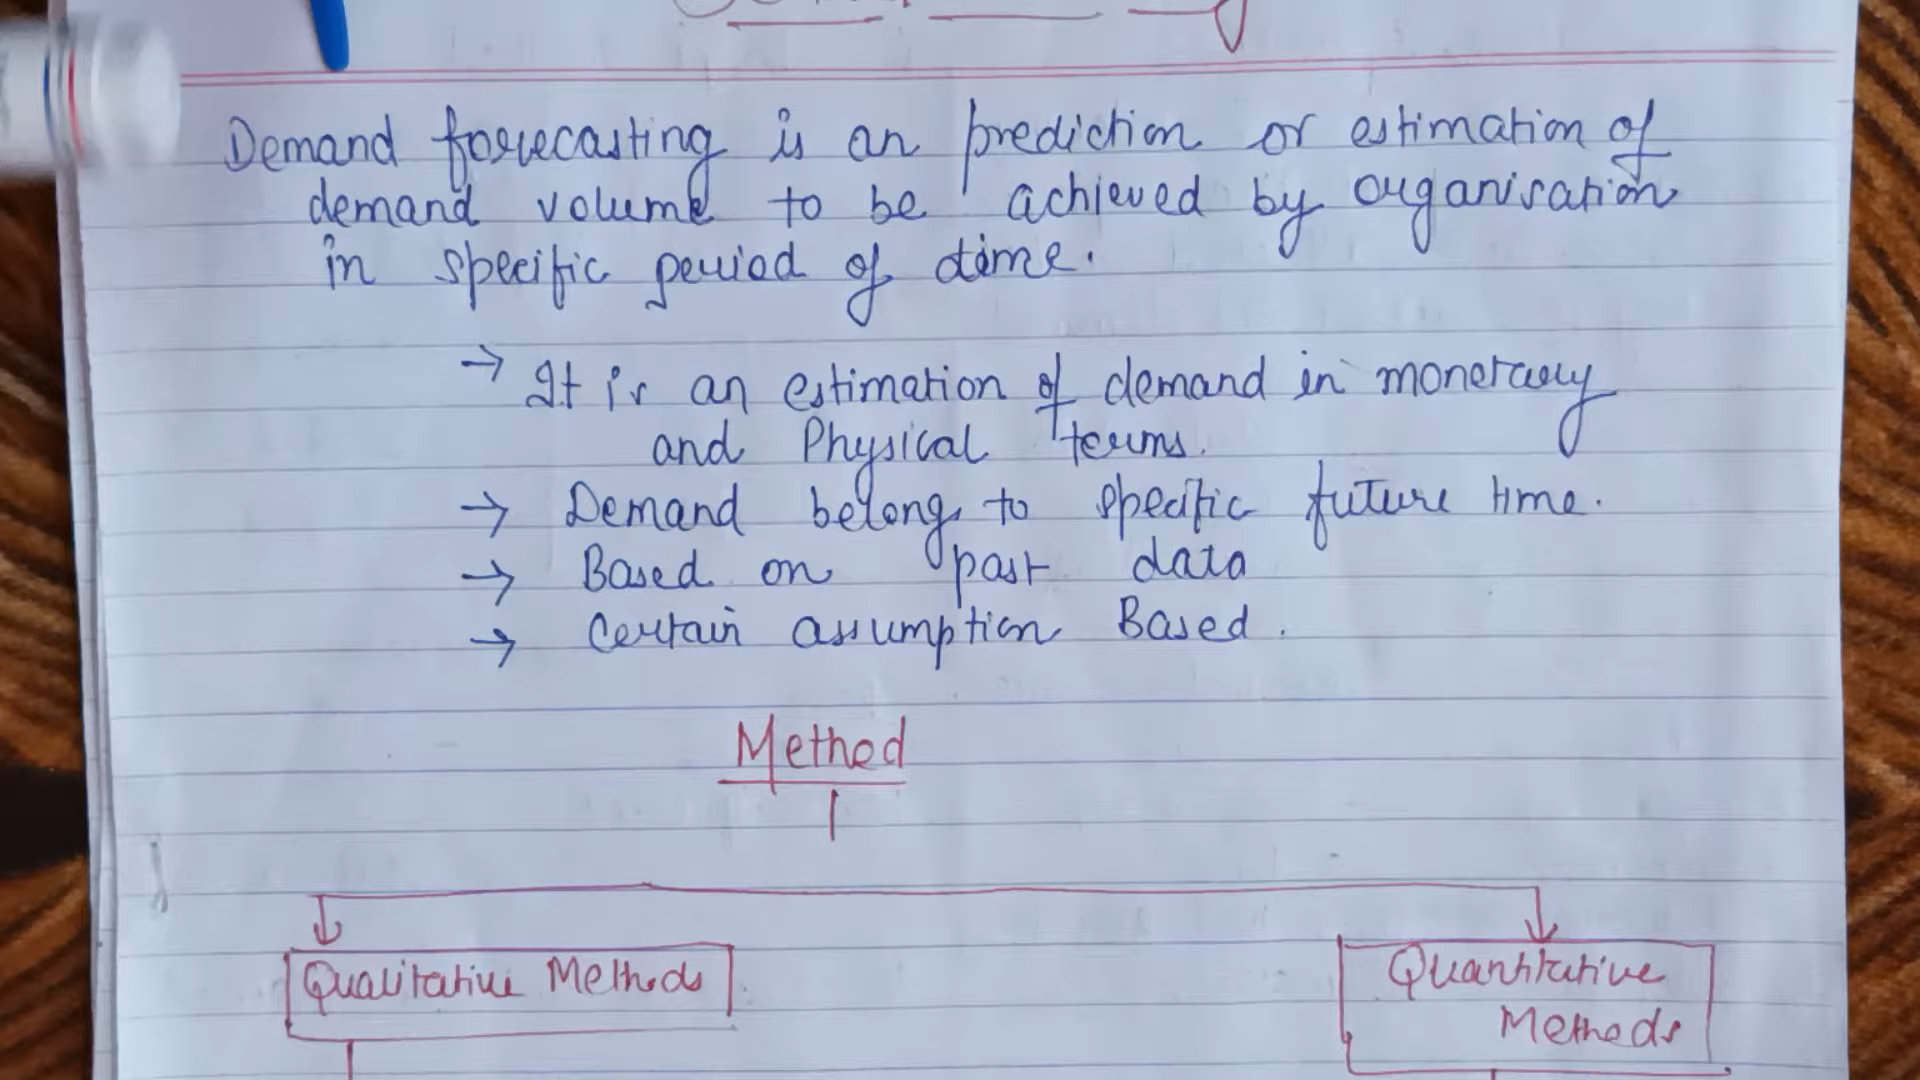 Demand forecasting is an prediction or estimation of
demand volume to be achieved by organisation
in specific period of time.
→ It is an estimation of demand in monetary
and Physical terms.
→ Demand belongs to specific future time.
→ Based on past data
→ Certain assumption Based.
Method
Qualitative Methods
Quantitative
Methods